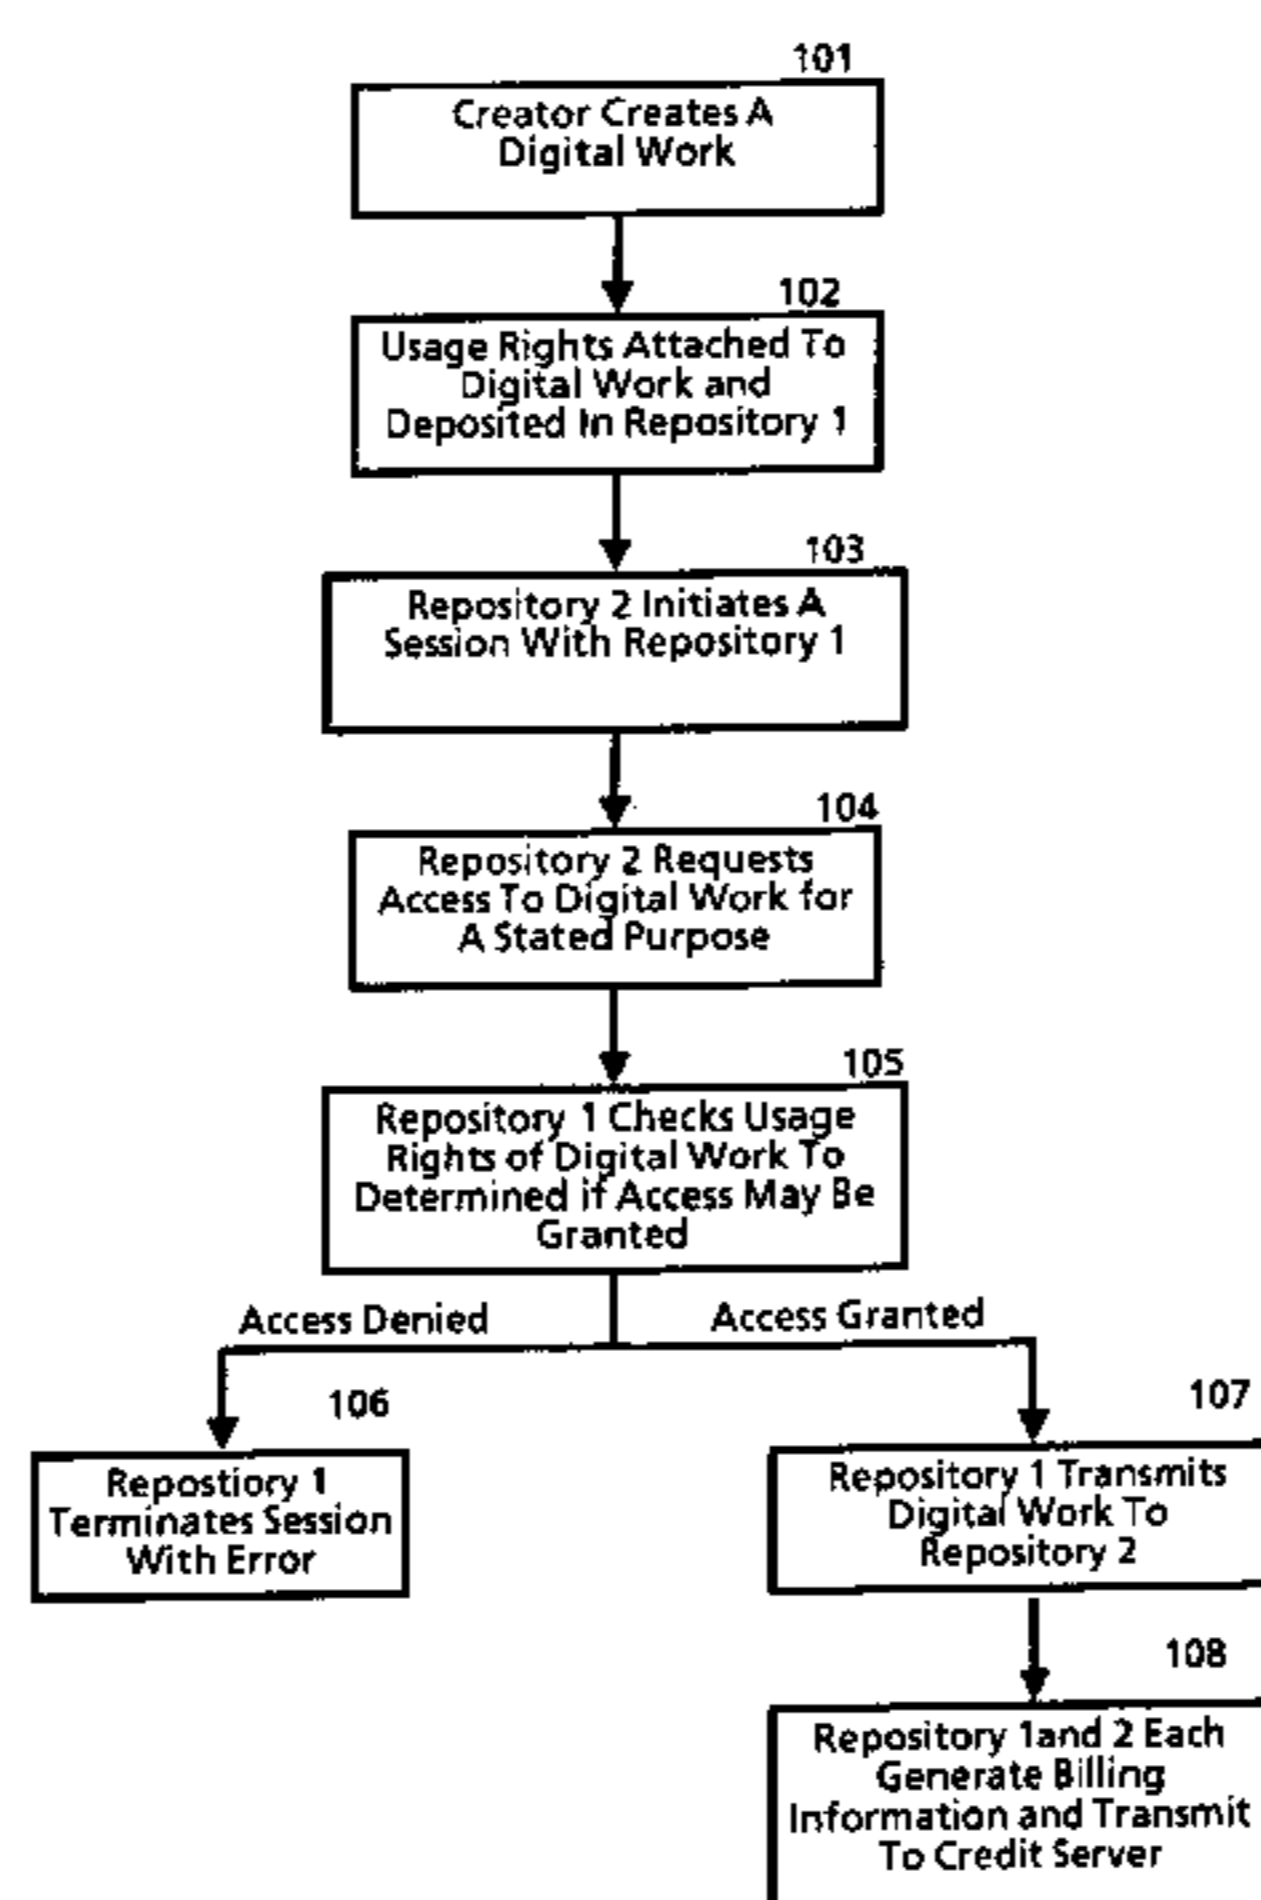 101
Creator Creates A
Digital Work
102
Usage Rights Attached To
Digital Work and
Deposited In Repository 1
103
Repository 2 Initiates A
Session With Repository 1
104
Repository 2 Requests
Access To Digital Work for
A Stated Purpose
105
Repository 1 Checks Usage
Rights of Digital Work To
Determined if Access May Be
Granted
Access Denied
Access Granted
106
Repostiory 1
Terminates Session
With Error
107
Repository 1 Transmits
Digital Work To
Repository 2
108
Repository 1and 2 Each
Generate Billing
Information and Transmit
To Credit Server